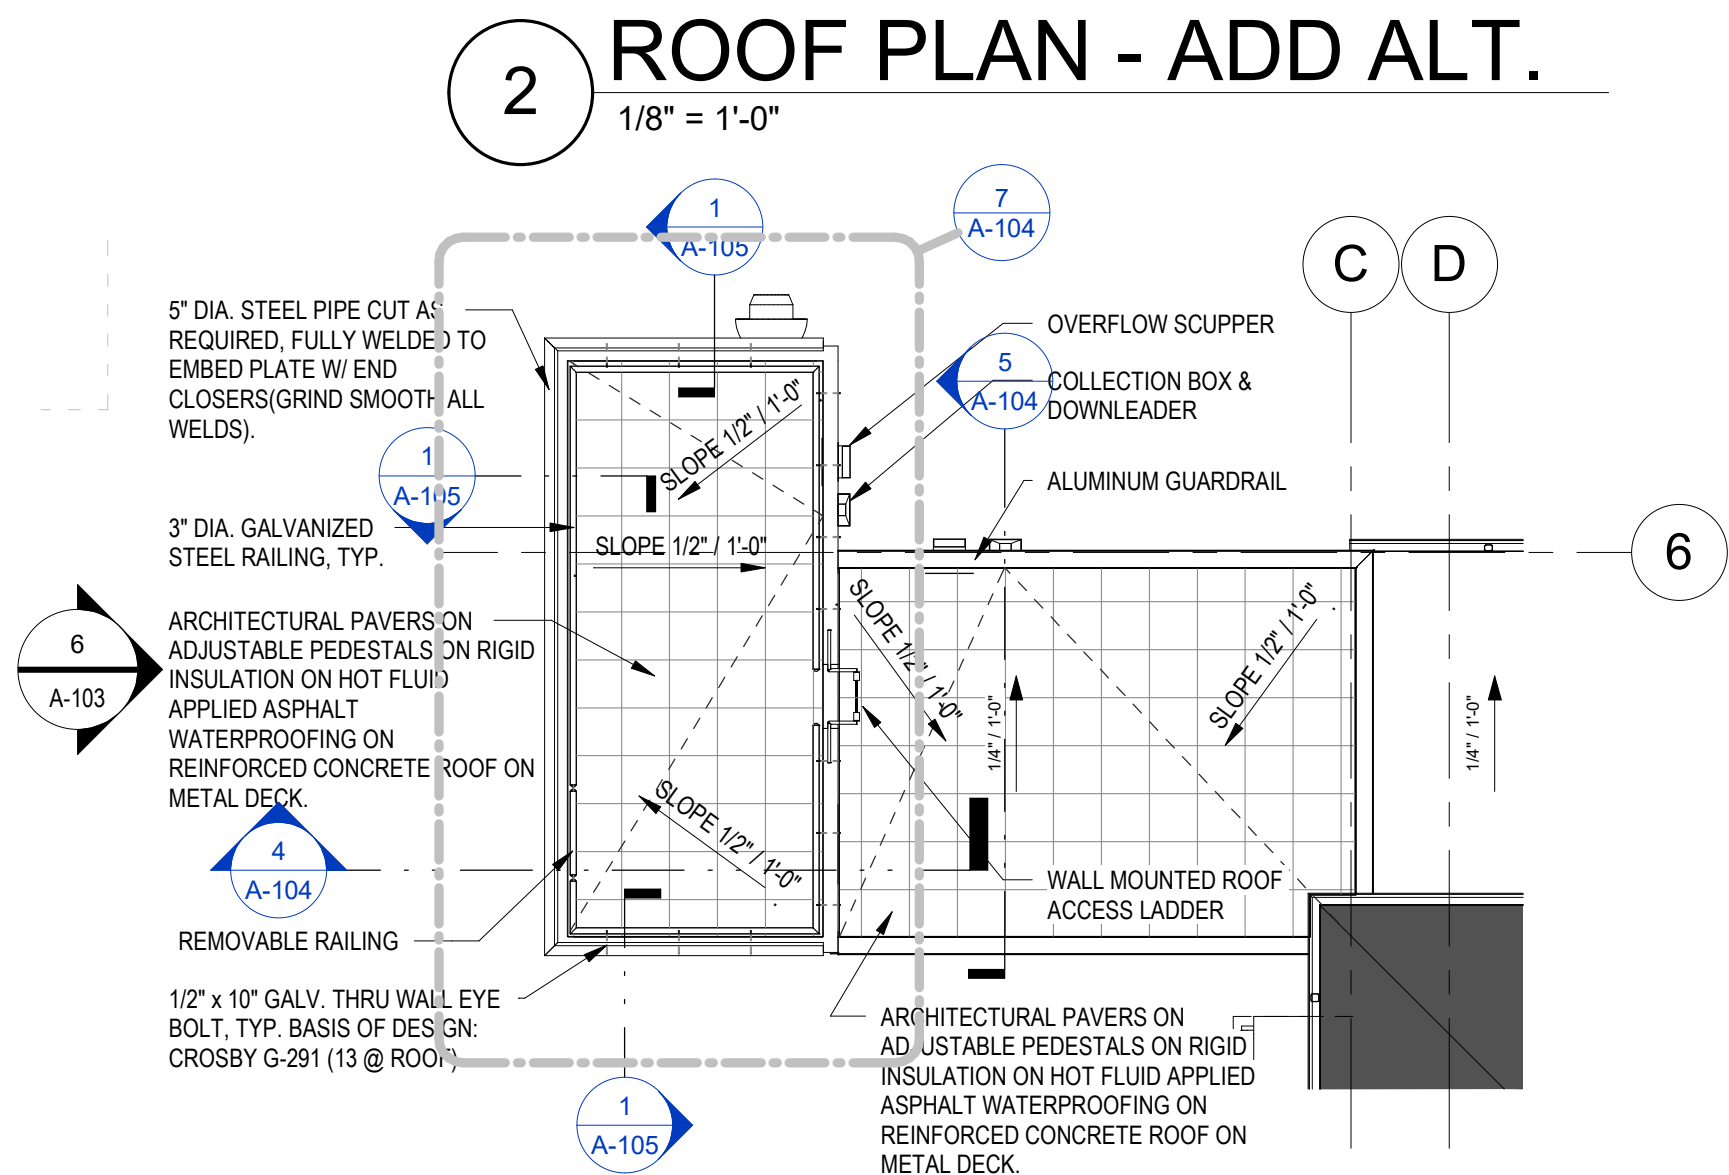 2
ROOF PLAN - ADD ALT.
1/8" = 1'-0"
1
A-105
7
A-104
C
D
5" DIA. STEEL PIPE CUT AS
REQUIRED, FULLY WELDED TO
EMBED PLATE W/ END
CLOSERS(GRIND SMOOTH ALL
WELDS).
OVERFLOW SCUPPER
5
A-104
COLLECTION BOX &
DOWNLEADER
1
A-105
ALUMINUM GUARDRAIL
3" DIA. GALVANIZED
STEEL RAILING, TYP.
SLOPE 1/2" / 1'-0"
SLOPE 1/2" / 1'-0"
6
6
A-103
ARCHITECTURAL PAVERS ON
ADJUSTABLE PEDESTALS ON RIGID
INSULATION ON HOT FLUID
APPLIED ASPHALT
WATERPROOFING ON
REINFORCED CONCRETE ROOF ON
METAL DECK.
SLOPE 1/2" / 1'-0"
1/4" / 1'-0"
SLOPE 1/2" / 1'-0"
1/4" / 1'-0"
SLOPE 1/2" / 1'-0"
4
A-104
WALL MOUNTED ROOF
ACCESS LADDER
REMOVABLE RAILING
1/2" x 10" GALV. THRU WALL EYE
BOLT, TYP. BASIS OF DESIGN:
CROSBY G-291 (13 @ ROOF)
ARCHITECTURAL PAVERS ON
ADJUSTABLE PEDESTALS ON RIGID
INSULATION ON HOT FLUID APPLIED
ASPHALT WATERPROOFING ON
REINFORCED CONCRETE ROOF ON
METAL DECK.
1
A-105